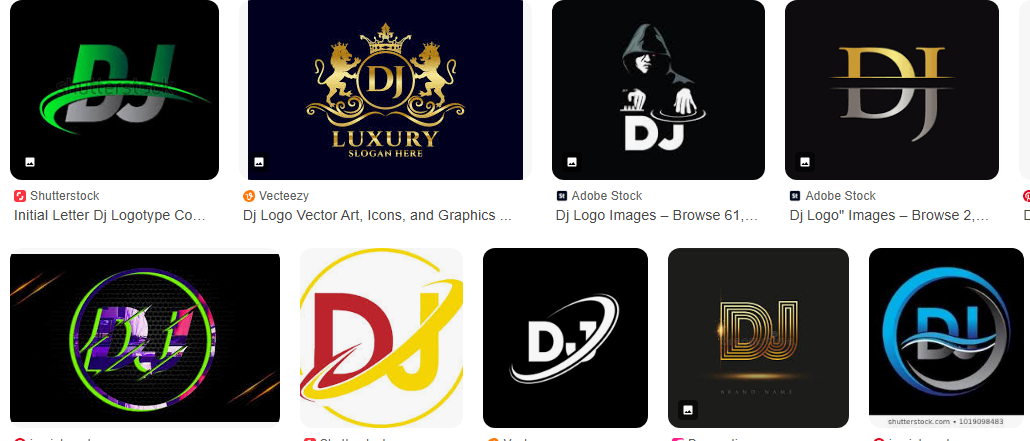 DJ
shutterstock
DJ
LUXURY
SLOGAN HERE
DJ
DJ
Shutterstock
Initial Letter Dj Logotype Co...
Vecteezy
Dj Logo Vector Art, Icons, and Graphics ...
Adobe Stock
Dj Logo Images – Browse 61,...
Adobe Stock
Dj Logo" Images – Browse 2,...
DJ
DJ
DJ
DJ
BRAND NAME
DJ
shutterstock.com • 1019098483